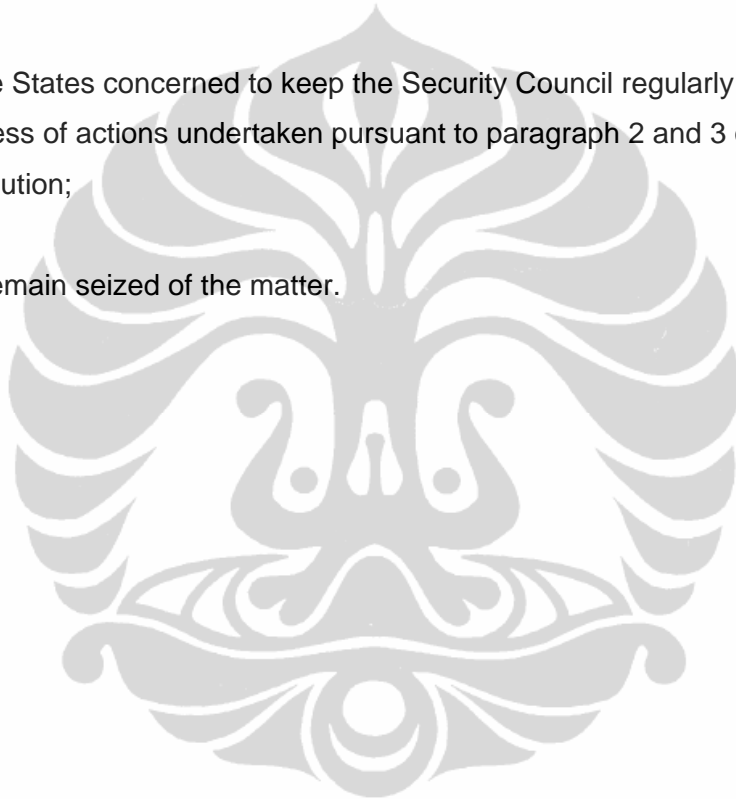 States concerned to keep the Security Council regularly
ess of actions undertaken pursuant to paragraph 2 and 3
ution;
emain seized of the matter.